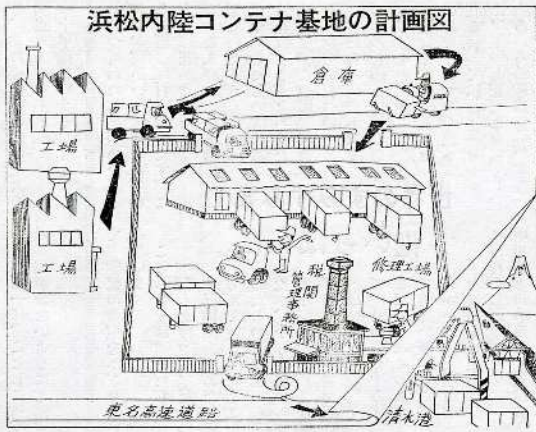 浜松内陸コンテナ基地の計画図
倉庫
工場
工場
税関
管理事務所
修理工場
東名高速道路
清水港